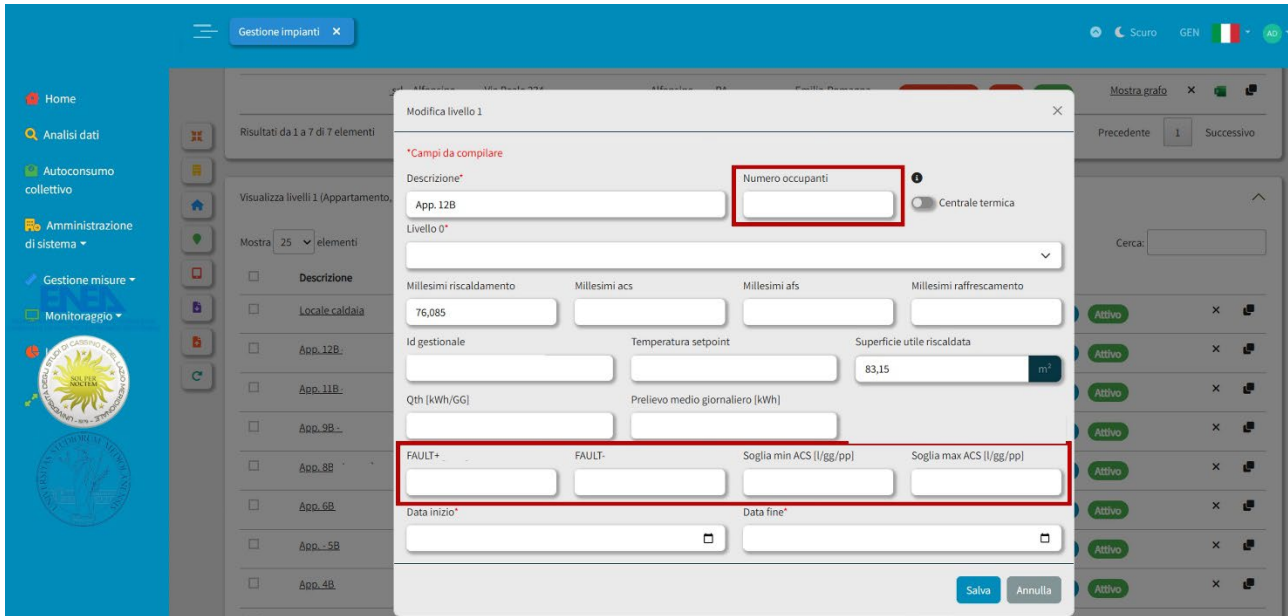 Gestione impianti ×
Scuro GEN AD
Home
Analisi dati
Autoconsumo
collettivo
Amministrazione
di sistema
Gestione misure
Monitoraggio
ENEA
SOL PER
NOCTEM
Mostra grafo ×
Risultati da 1 a 7 di 7 elementi
Precedente 1 Successivo
Visualizza livelli 1 (Appartamento,
Mostra 25 elementi
Cerca:
Descrizione
Locale caldaia Attivo ×
App. 12B Attivo ×
App. 11B- Attivo ×
App. 9B - Attivo ×
App. 8B Attivo ×
App. 6B Attivo ×
App. - 5B Attivo ×
App. 4B Attivo ×
Modifica livello 1 ×
*Campi da compilare
Descrizione* Numero occupanti
App. 12B Centrale termica
Livello 0*
Millesimi riscaldamento Millesimi acs Millesimi afs Millesimi raffrescamento
76,085
Id gestionale Temperatura setpoint Superficie utile riscaldata
83,15 m²
Qth [kWh/GG] Prelievo medio giornaliero [kWh]
FAULT+ FAULT- Soglia min ACS [l/gg/pp] Soglia max ACS [l/gg/pp]
Data inizio* Data fine*
Salva Annulla